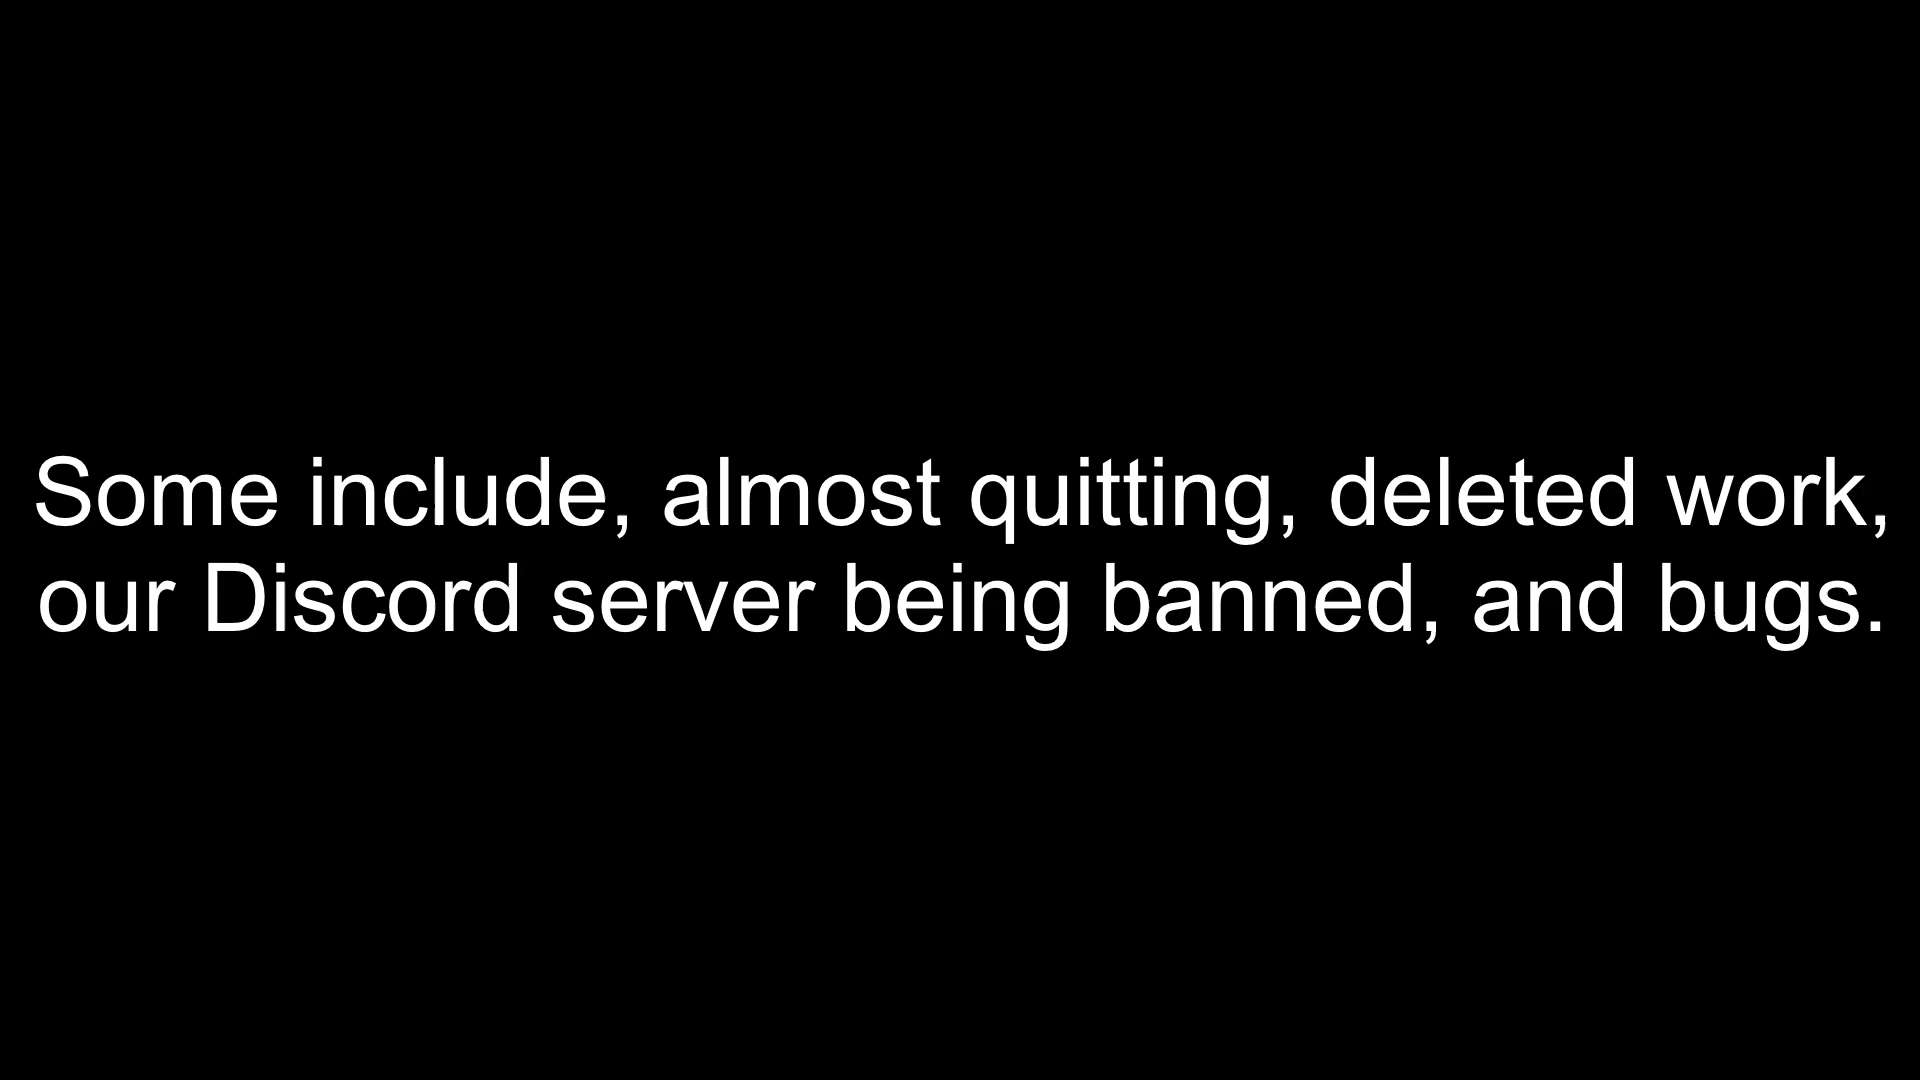 Some include, almost quitting, deleted work,
our Discord server being banned, and bugs.